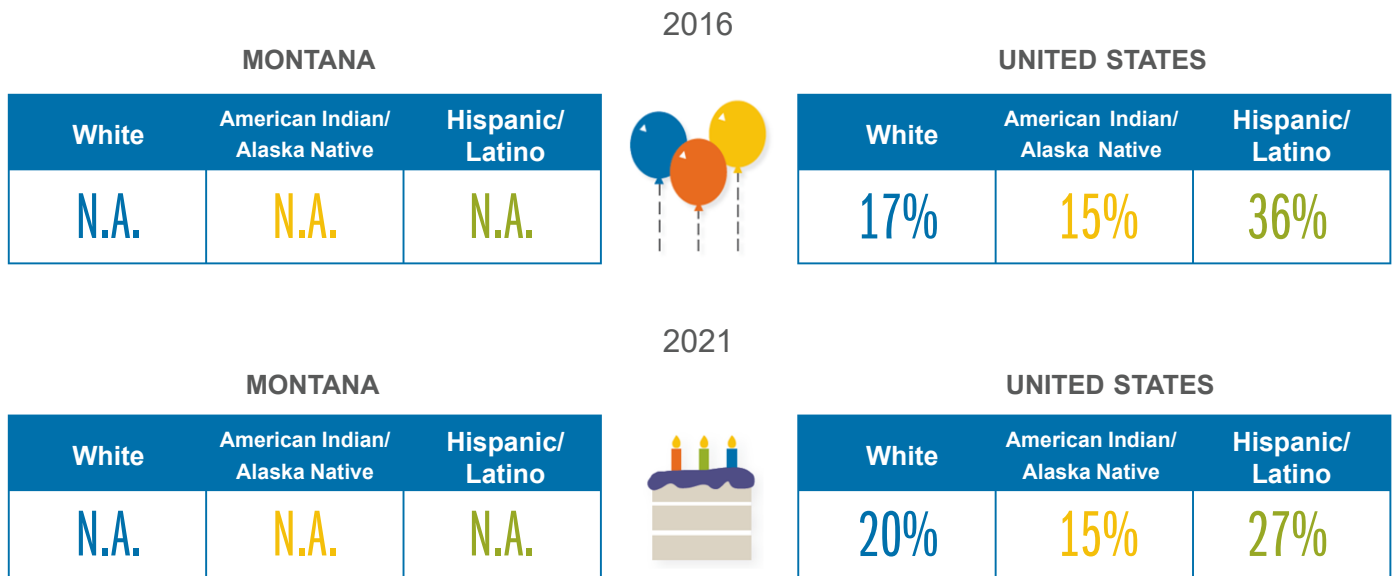 2016
MONTANA
UNITED STATES
White
American Indian/
Alaska Native
Hispanic/
Latino
White
American Indian/
Alaska Native
Hispanic/
Latino
N.A.
N.A.
N.A.
17%
15%
36%
2021
MONTANA
UNITED STATES
White
American Indian/
Alaska Native
Hispanic/
Latino
White
American Indian/
Alaska Native
Hispanic/
Latino
N.A.
N.A.
N.A.
20%
15%
27%